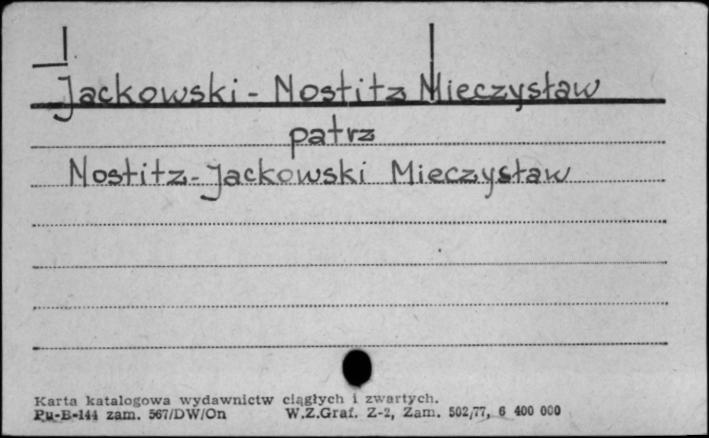 Jackowski - Nostitz Mieczysław
patrz
Nostitz-Jackowski Mieczysław
Karta katalogowa wydawnictw ciągłych i zwartych.
Pu-B-144 zam. 567/DW/On W.Z.Graf. Z-2, Zam. 502/77, 6 400 000